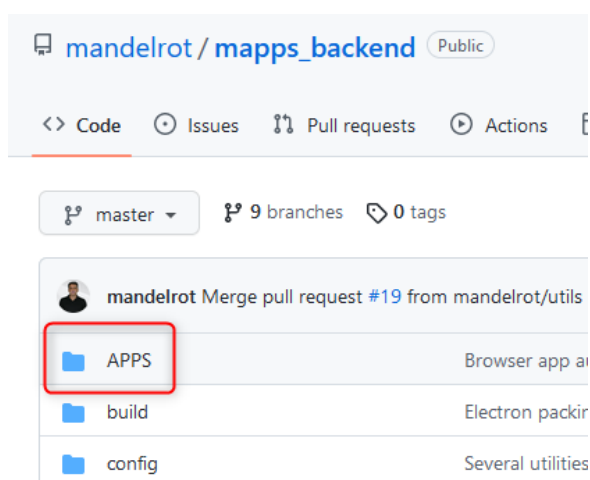 mandelrot / mapps_backend Public
<> Code Issues Pull requests Actions
master 9 branches 0 tags
mandelrot Merge pull request #19 from mandelrot/utils
APPS Browser app
build Electron
config Several utilities